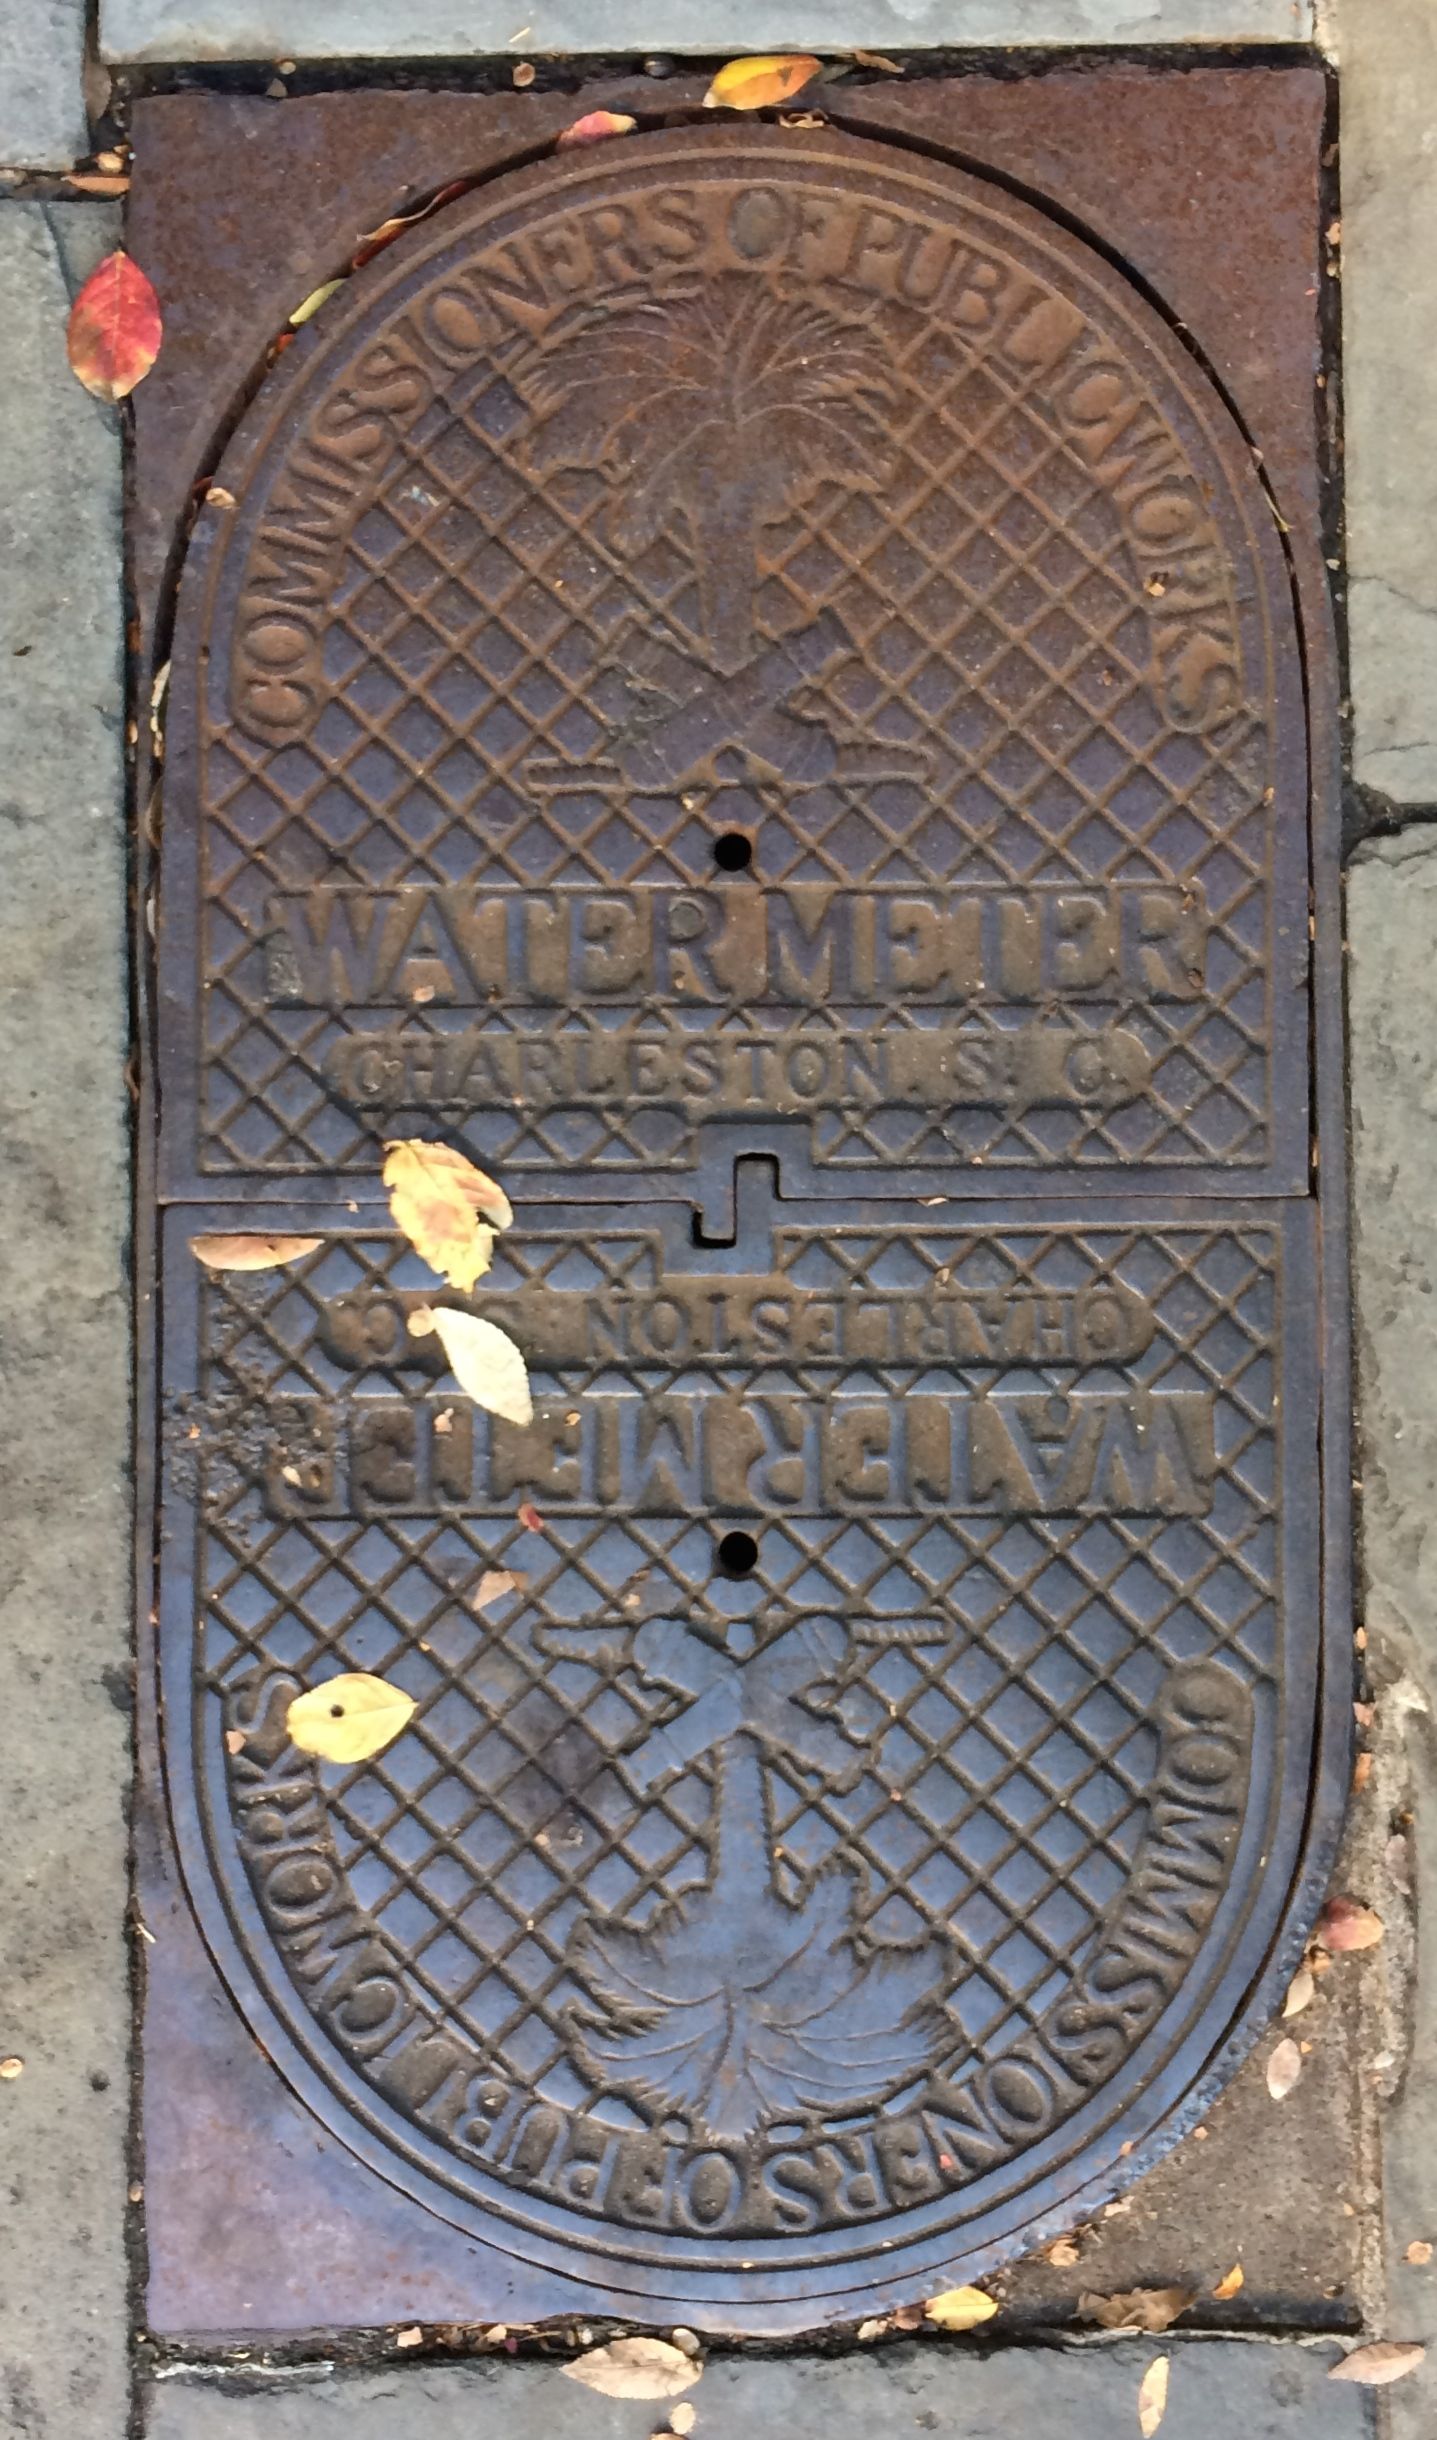 COMMISSIONERS OF PUBLIC WORKS
WATER METER
CHARLESTON S. C.
CHARLESTON S. C.
WATER METER
COMMISSIONERS OF PUBLIC WORKS